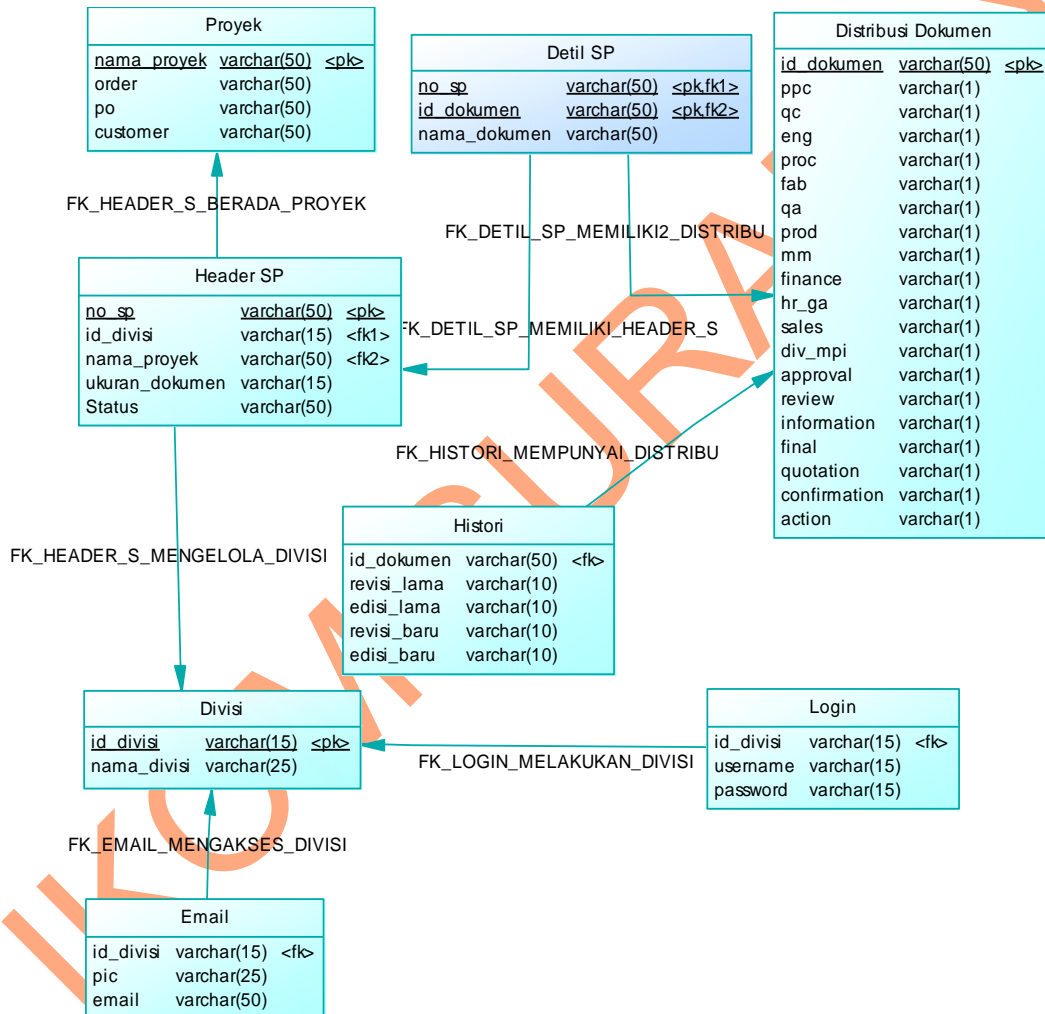 Proyek
nama_proyek varchar(50) <pk>
order varchar(50)
po varchar(50)
customer varchar(50)
Detil SP
no_sp varchar(50) <pk,fk1>
id_dokumen varchar(50) <pk,fk2>
nama_dokumen varchar(50)
Distribusi Dokumen
id_dokumen varchar(50) <pk>
ppc varchar(1)
qc varchar(1)
eng varchar(1)
proc varchar(1)
fab varchar(1)
qa varchar(1)
prod varchar(1)
mm varchar(1)
finance varchar(1)
hr_ga varchar(1)
sales varchar(1)
div_mpi varchar(1)
approval varchar(1)
review varchar(1)
information varchar(1)
final varchar(1)
quotation varchar(1)
confirmation varchar(1)
action varchar(1)
FK_HEADER_S_BERADA_PROYEK
FK_DETIL_SP_MEMILIKI2_DISTRIBU
Header SP
no_sp varchar(50) <pk>
id_divisi varchar(15) <fk1>
nama_proyek varchar(50) <fk2>
ukuran_dokumen varchar(15)
Status varchar(50)
FK_DETIL_SP_MEMILIKI_HEADER_S
FK_HISTORI_MEMPUNYAI_DISTRIBU
Histori
id_dokumen varchar(50) <fk>
revisi_lama varchar(10)
edisi_lama varchar(10)
revisi_baru varchar(10)
edisi_baru varchar(10)
FK_HEADER_S_MENGELOLA_DIVISI
Divisi
id_divisi varchar(15) <pk>
nama_divisi varchar(25)
FK_LOGIN_MELAKUKAN_DIVISI
Login
id_divisi varchar(15) <fk>
username varchar(15)
password varchar(15)
FK_EMAIL_MENGAKSES_DIVISI
Email
id_divisi varchar(15) <fk>
pic varchar(25)
email varchar(50)